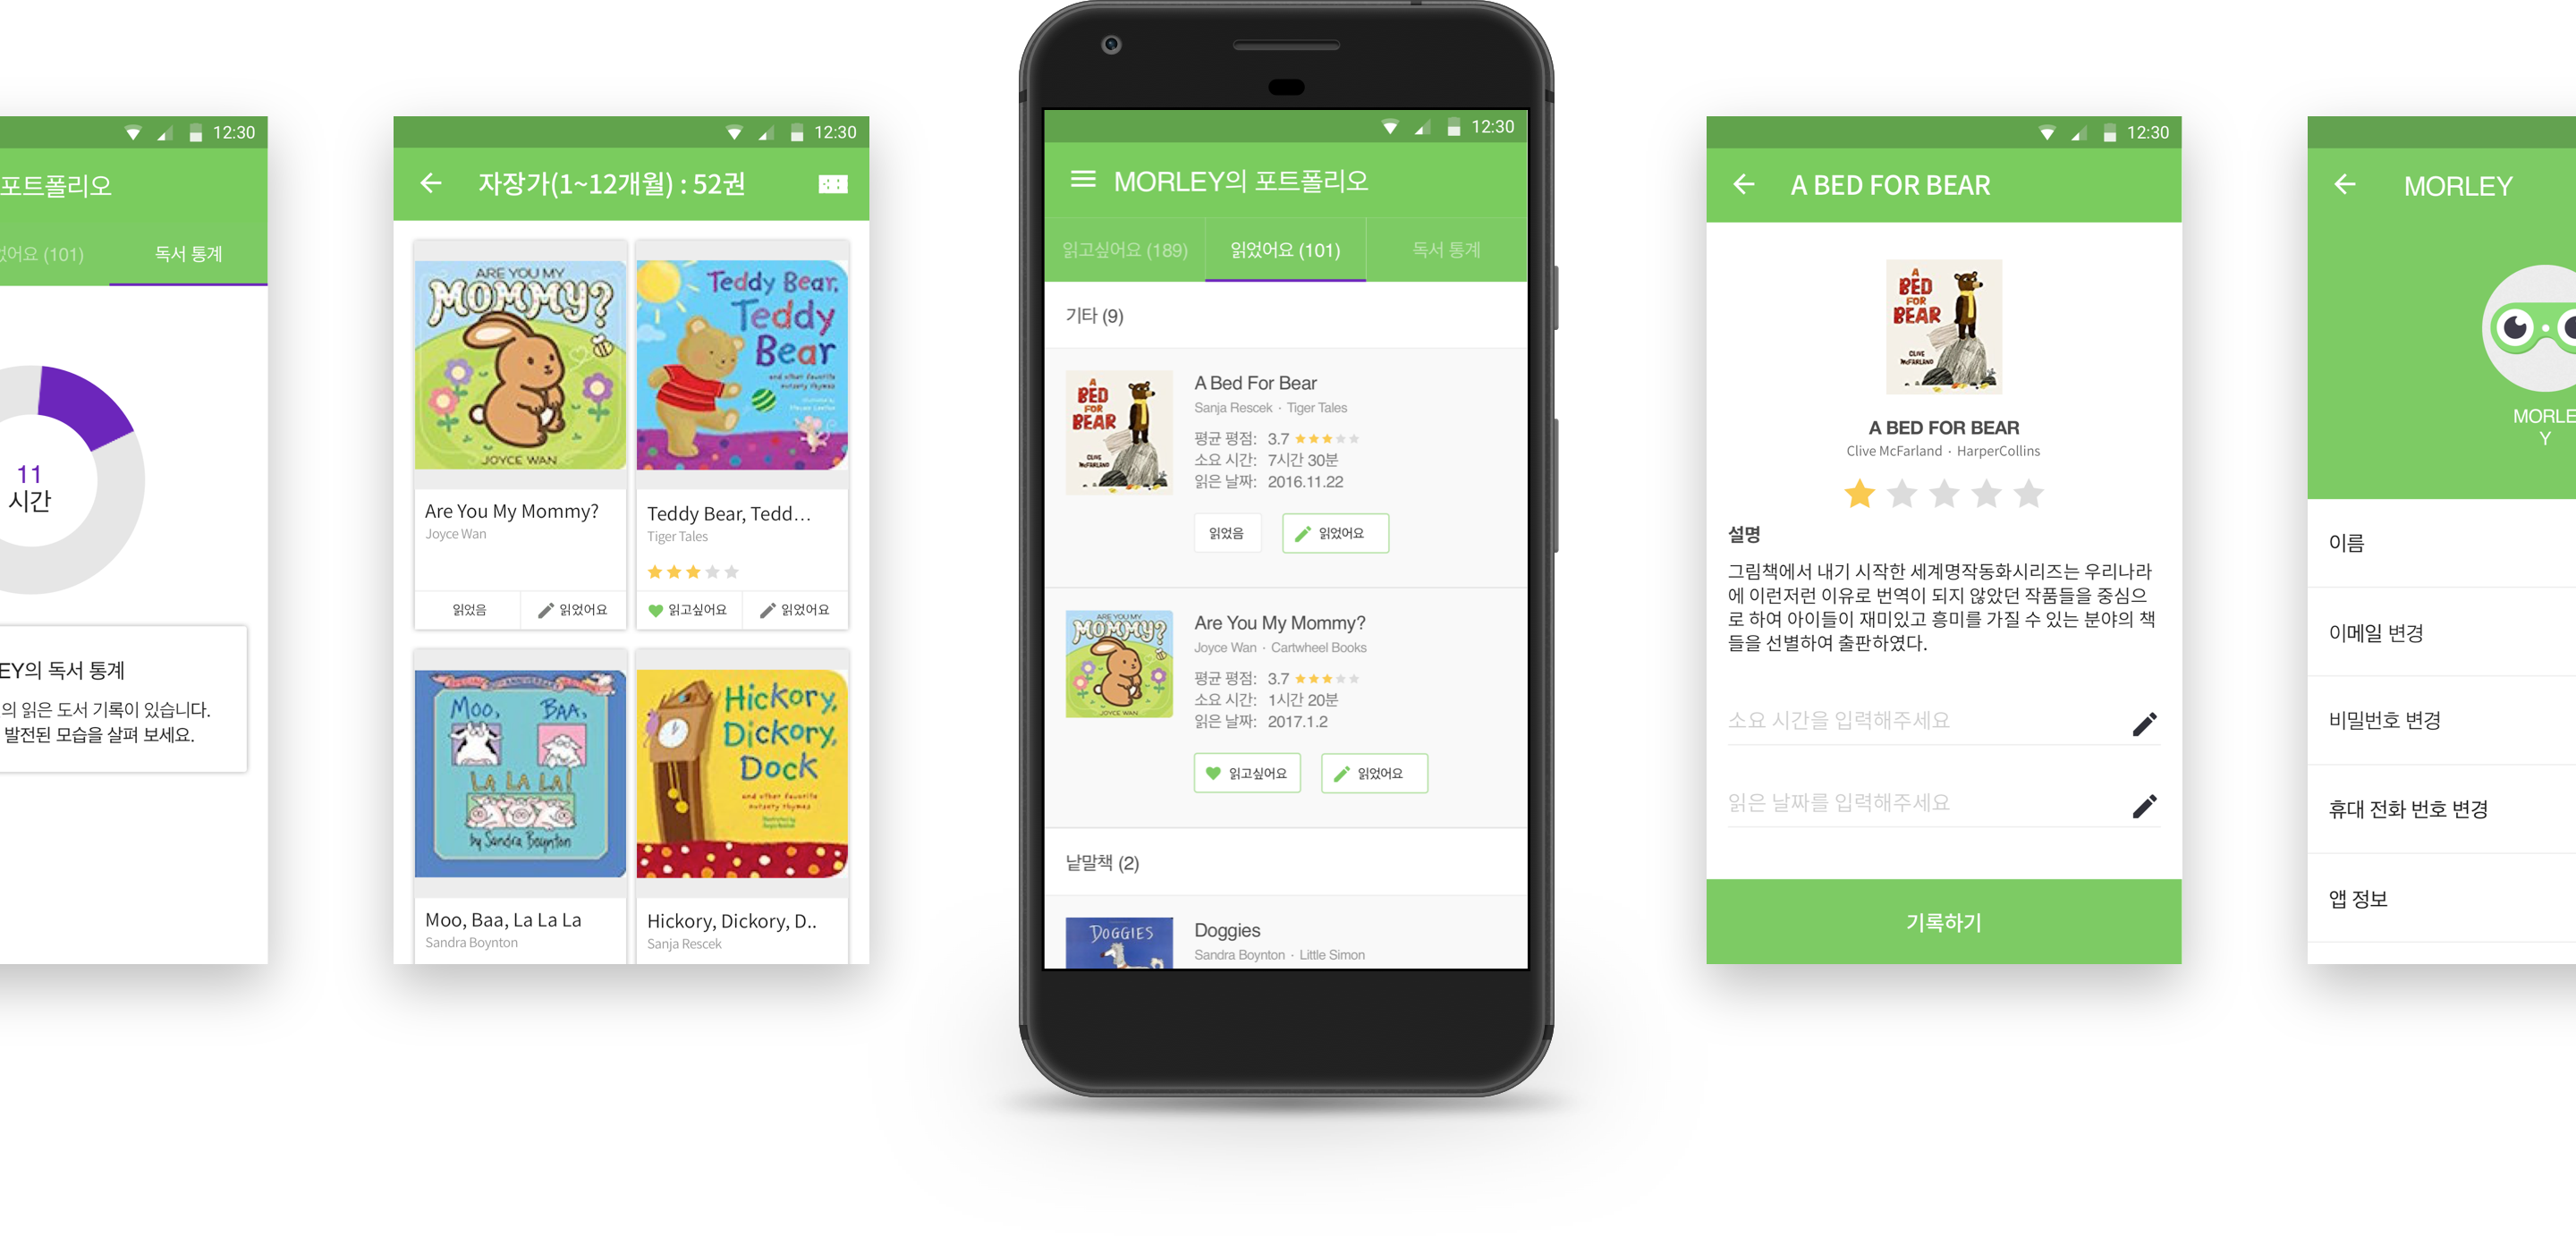 12:30
포트폴리오
었어요 (101)
독서 통계
11
시간
EY의 독서 통계
의 읽은 도서 기록이 있습니다.
발전된 모습을 살펴 보세요.
12:30
자장가(1~12개월) : 52권
ARE YOU MY
MOMMY?
JOYCE WAN
Are You My Mommy?
Joyce Wan
읽었음
읽었어요
Teddy Bear,
Teddy
Bear
and other favorite
nursery rhymes
Teddy Bear, Tedd...
Tiger Tales
읽고싶어요
읽었어요
Moo, BAA,
LA LA LA!
by Sandra Boynton
Moo, Baa, La La La
Sandra Boynton
Hickory,
Dickory,
Dock
and other favorite
nursery rhymes
Hickory, Dickory, D..
Sanja Rescek
12:30
MORLEY의 포트폴리오
읽고싶어요 (189)
읽었어요 (101)
독서 통계
기타 (9)
A
BED
FOR
BEAR
CLIVE
McFARLAND
A Bed For Bear
Sanja Rescek · Tiger Tales
평균 평점: 3.7
소요 시간: 7시간 30분
읽은 날짜: 2016.11.22
읽었음
읽었어요
ARE YOU MY
MOMMY?
JOYCE WAN
Are You My Mommy?
Joyce Wan · Cartwheel Books
평균 평점: 3.7
소요 시간: 1시간 20분
읽은 날짜: 2017.1.2
읽고싶어요
읽었어요
낱말책 (2)
DOGGIES
Doggies
Sandra Boynton · Little Simon
12:30
A BED FOR BEAR
A
BED
FOR
BEAR
CLIVE
McFARLAND
A BED FOR BEAR
Clive McFarland · HarperCollins
설명
그림책에서 내기 시작한 세계명작동화시리즈는 우리나라
에 이런저런 이유로 번역이 되지 않았던 작품들을 중심으
로 하여 아이들이 재미있고 흥미를 가질 수 있는 분야의 책
들을 선별하여 출판하였다.
소요 시간을 입력해주세요
읽은 날짜를 입력해주세요
기록하기
MORLEY
MORLE
Y
이름
이메일 변경
비밀번호 변경
휴대 전화 번호 변경
앱 정보